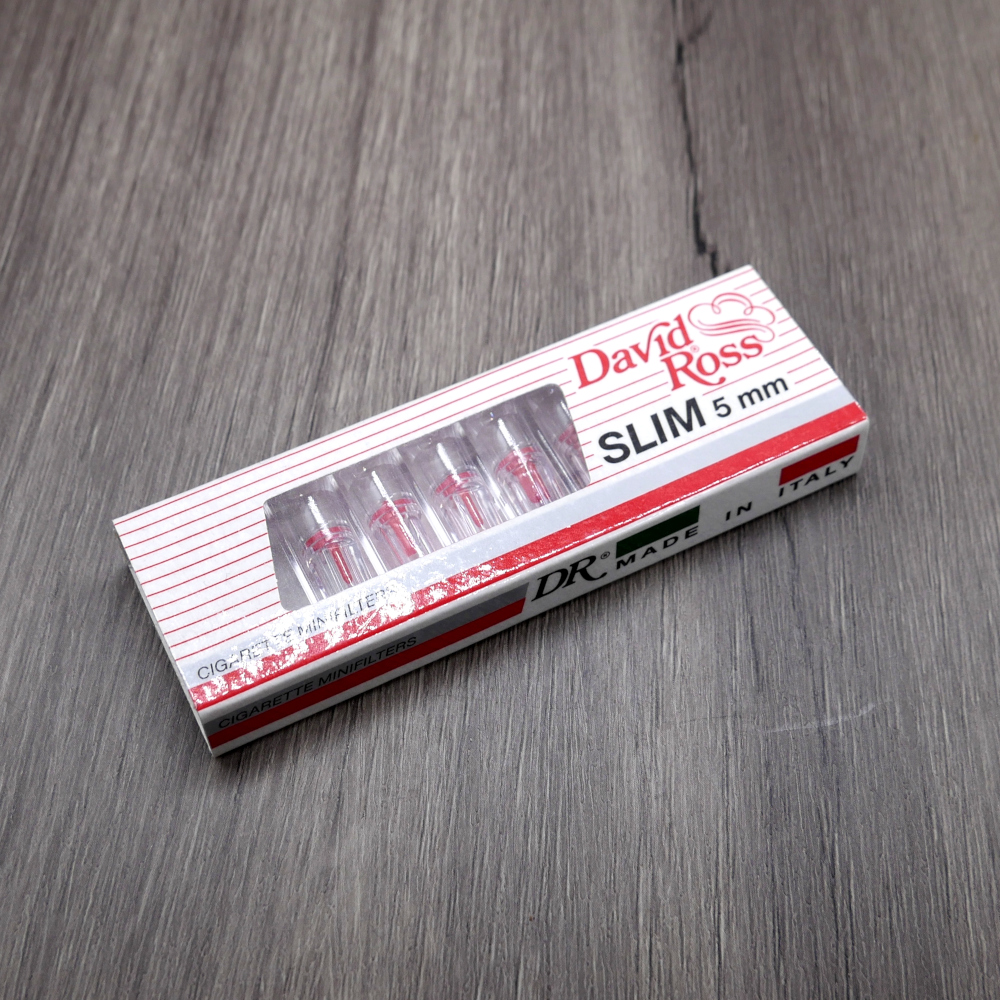 David
Ross®
SLIM 5 mm
CIGARETTE MINIFILTERS
CIGARETTE MINIFILTERS
DR® MADE IN ITALY